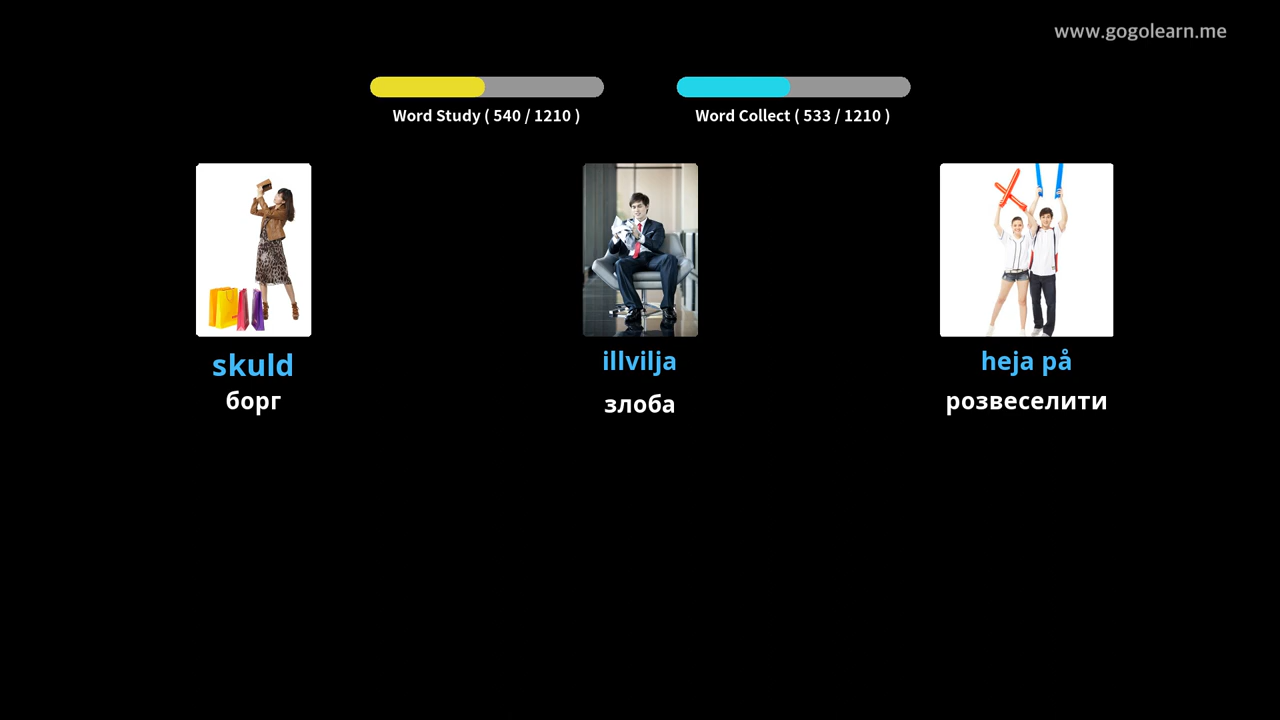 www.gogolearn.me
Word Study ( 540 / 1210 )
Word Collect ( 533 / 1210 )
skuld
борг
illvilja
злоба
heja på
розвеселити